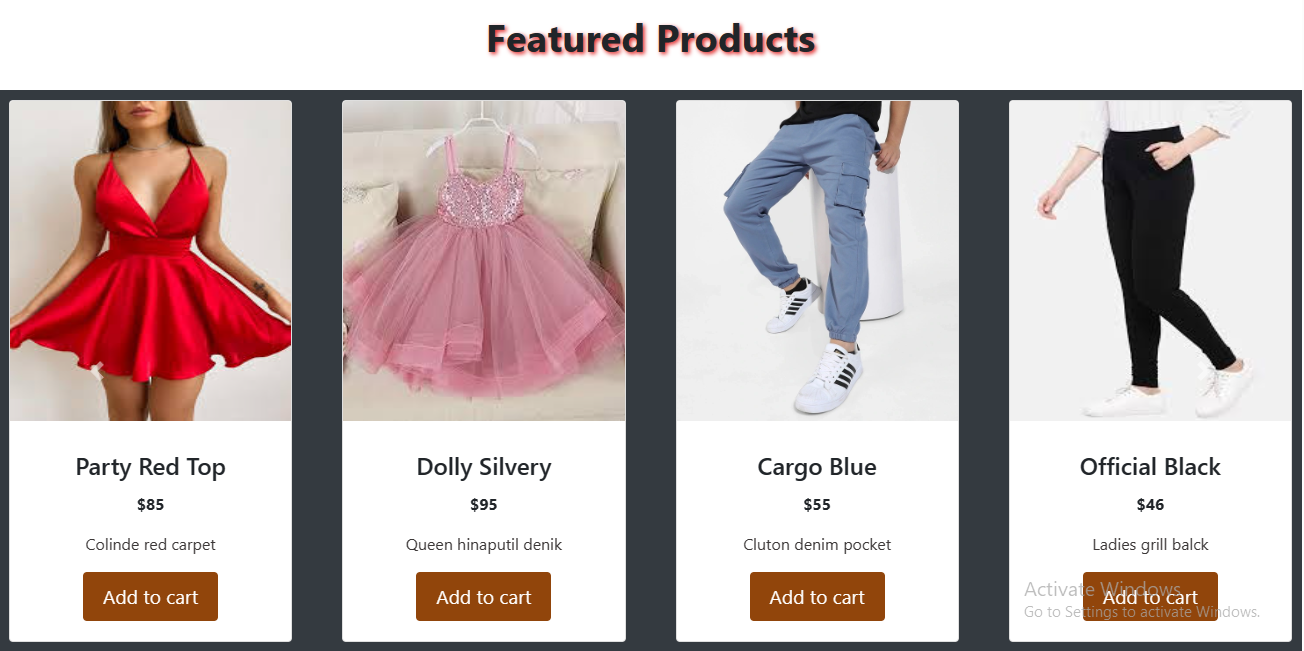 Featured Products
Party Red Top
$85
Colinde red carpet
Add to cart
Dolly Silvery
$95
Queen hinaputil denik
Add to cart
Cargo Blue
$55
Cluton denim pocket
Add to cart
Official Black
$46
Ladies grill balck
Add to cart
Activate Windows
Go to Settings to activate Windows.